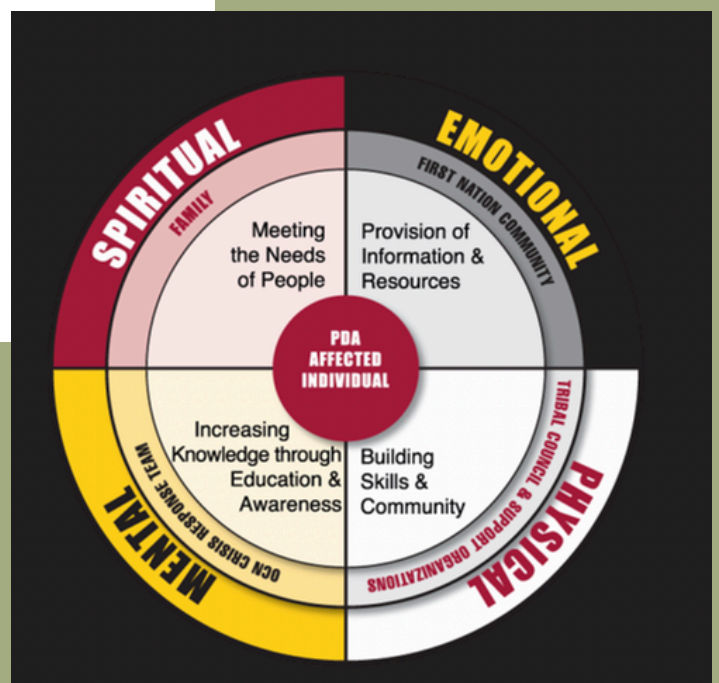 SPIRITUAL
FAMILY
Meeting
the Needs
of People
EMOTIONAL
FIRST NATION COMMUNITY
Provision of
Information &
Resources
PDA
AFFECTED
INDIVIDUAL
MENTAL
OCN CRISIS RESPONSE TEAM
Increasing
Knowledge through
Education &
Awareness
PHYSICAL
TRIBAL COUNCIL & SUPPORT ORGANIZATIONS
Building
Skills &
Community